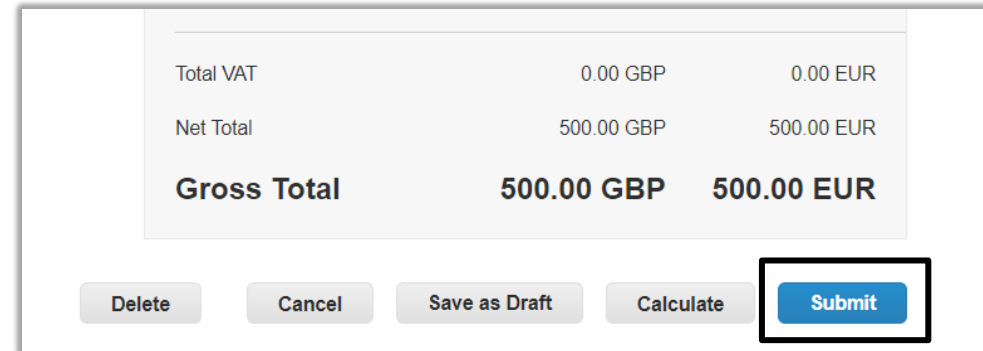 Total VAT 0.00 GBP 0.00 EUR
Net Total 500.00 GBP 500.00 EUR
Gross Total 500.00 GBP 500.00 EUR
Delete Cancel Save as Draft Calculate Submit